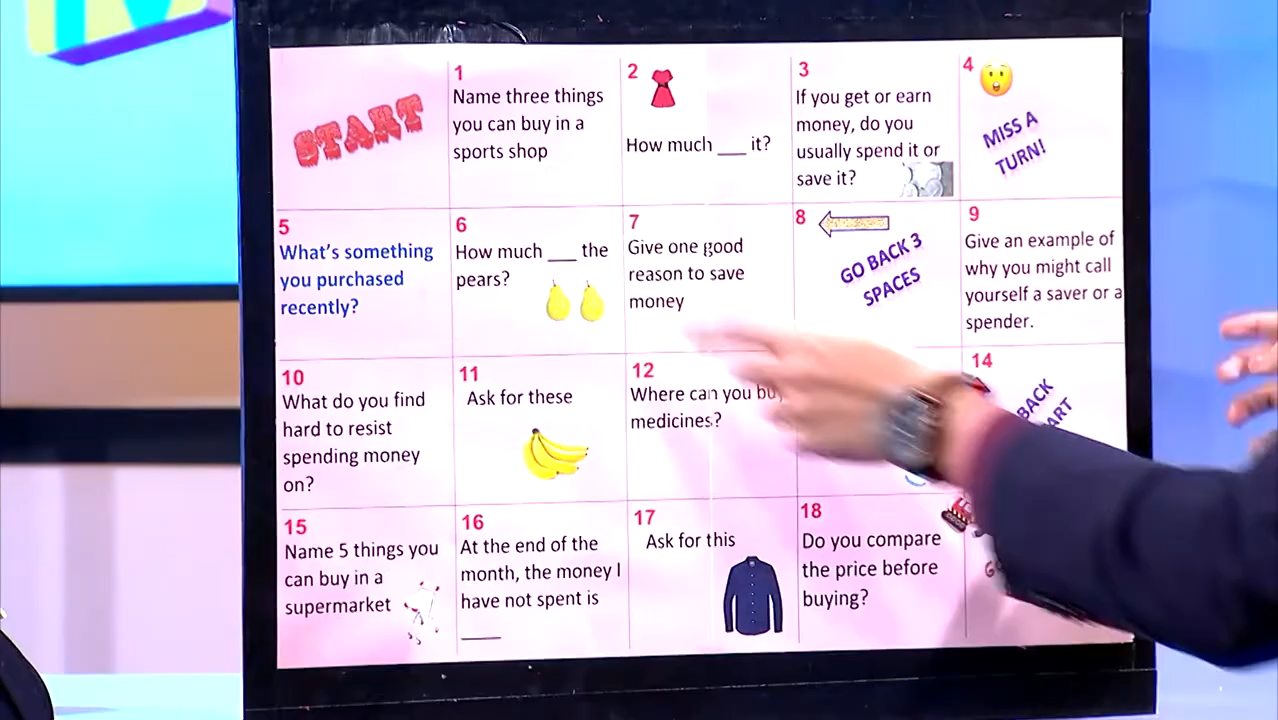 START
1
Name three things
you can buy in a
sports shop
2
How much ___ it?
3
If you get or earn
money, do you
usually spend it or
save it?
4
MISS A
TURN!
5
What's something
you purchased
recently?
6
How much ___ the
pears?
7
Give one good
reason to save
money
8
GO BACK 3
SPACES
9
Give an example of
why you might call
yourself a saver or a
spender.
10
What do you find
hard to resist
spending money
on?
11
Ask for these
12
Where can you
medicines?
14
BACK
15
Name 5 things you
can buy in a
supermarket
16
At the end of the
month, the money I
have not spent is
____
17
Ask for this
18
Do you compare
the price before
buying?